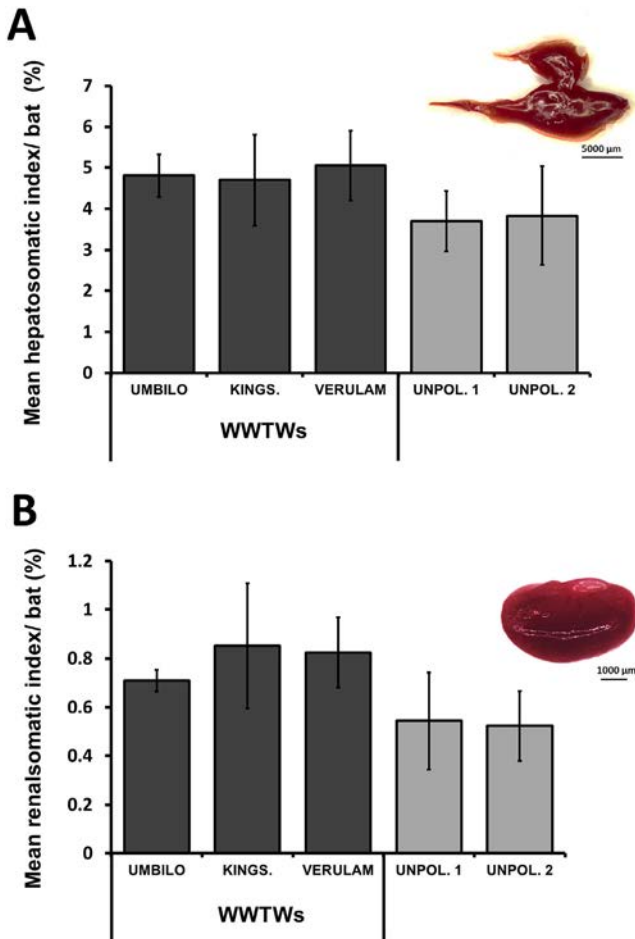 A
Mean hepatosomatic index/ bat (%)
7
6
5
4
3
2
1
0
5000 µm
UMBILO KINGS. VERULAM UNPOL. 1 UNPOL. 2
WWTWs
B
Mean renalsomatic index/ bat (%)
1.2
1
0.8
0.6
0.4
0.2
0
1000 µm
UMBILO KINGS. VERULAM UNPOL. 1 UNPOL. 2
WWTWs